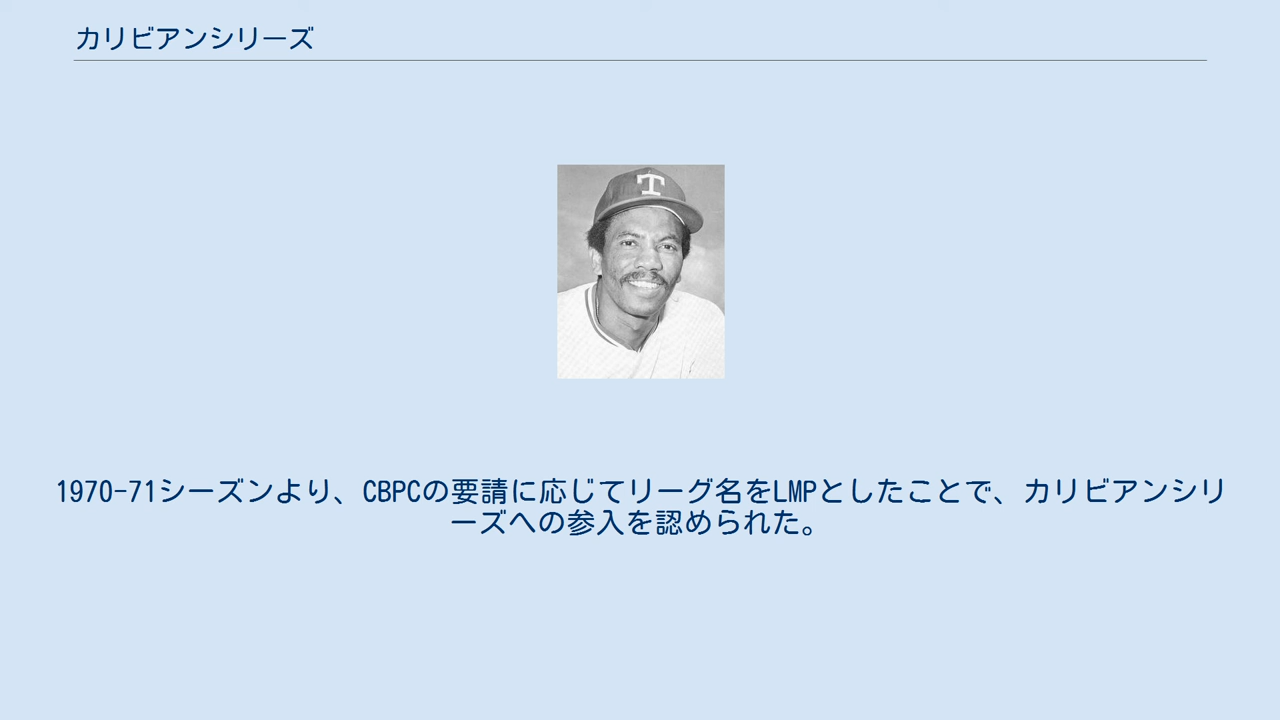 カリビアンシリーズ
T
1970-71シーズンより、CBPCの要請に応じてリーグ名をLMPとしたことで、カリビアンシリ
ーズへの参入を認められた。